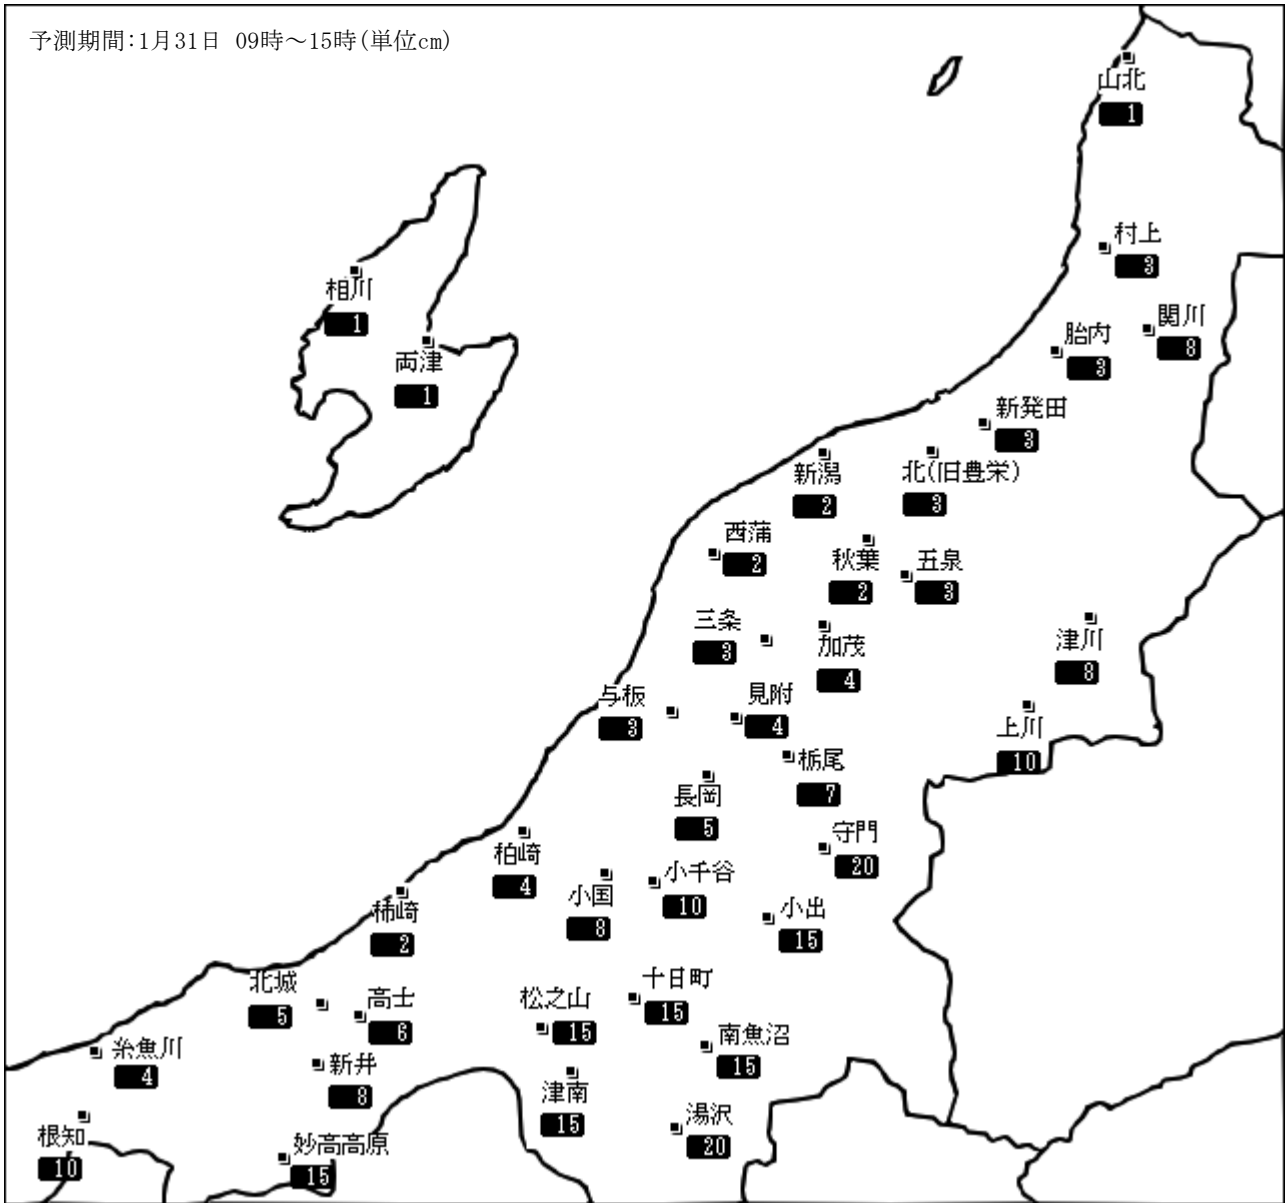 予測期間:1月31日 09時～15時(単位cm)
山北
1
村上
3
相川
1
関川
8
胎内
3
両津
1
新発田
3
新潟
2
北(旧豊栄)
3
西蒲
2
秋葉
2
五泉
3
三条
3
加茂
4
津川
8
与板
3
見附
4
上川
10
栃尾
7
長岡
5
守門
20
柏崎
4
小国
8
小千谷
10
小出
15
柿崎
2
北城
5
高士
6
松之山
15
十日町
15
南魚沼
15
糸魚川
4
新井
8
津南
15
湯沢
20
根知
10
妙高高原
15